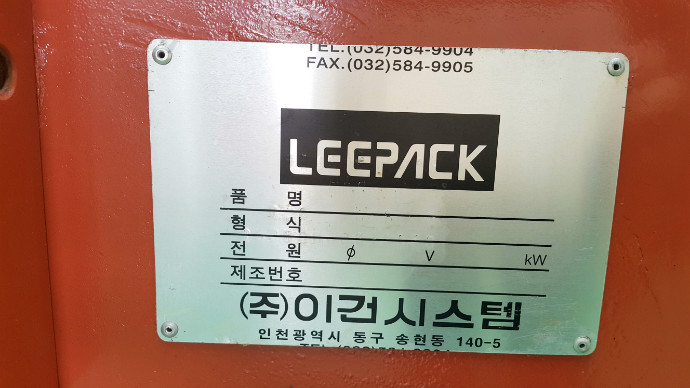 TEL.(032)584-9904
FAX.(032)584-9905
LEEPACK
품 명
형 식
전 원 ϕ V kW
제조번호
(주)이건시스템
인천광역시 동구 송현동 140-5